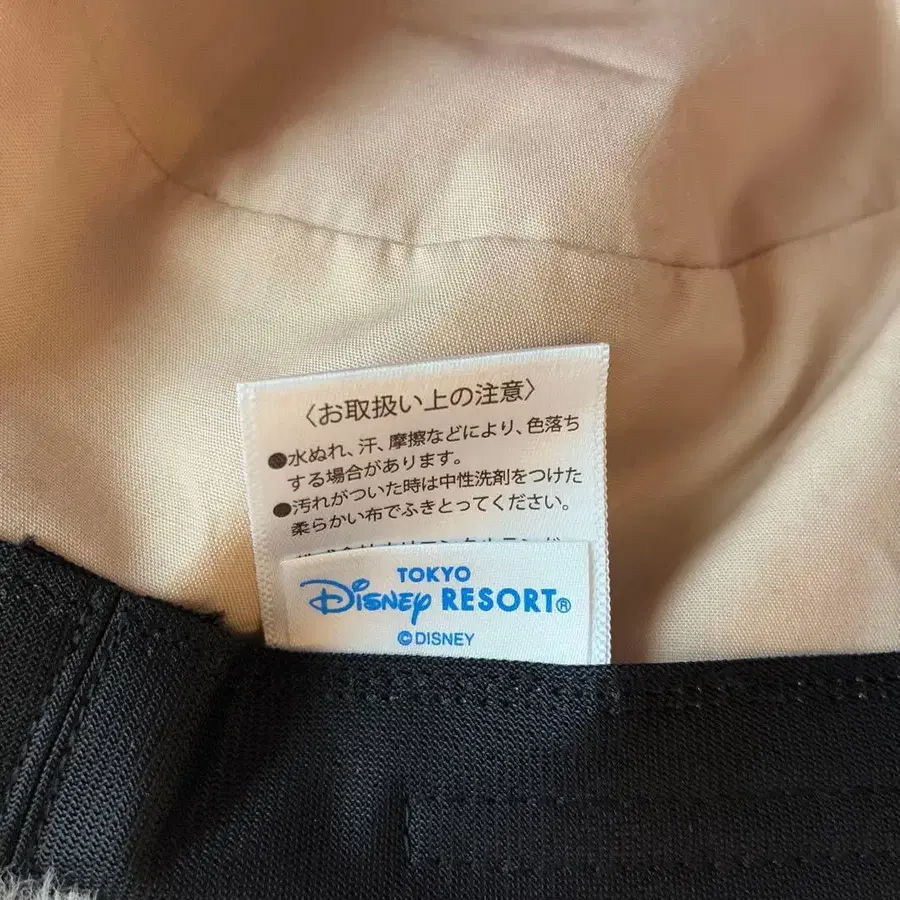 〈お取扱い上の注意〉
●水ぬれ、汗、摩擦などにより、色落ち
する場合があります。
●汚れがついた時は中性洗剤をつけた
柔らかい布でふきとってください。
TOKYO
Disney RESORT®
©DISNEY